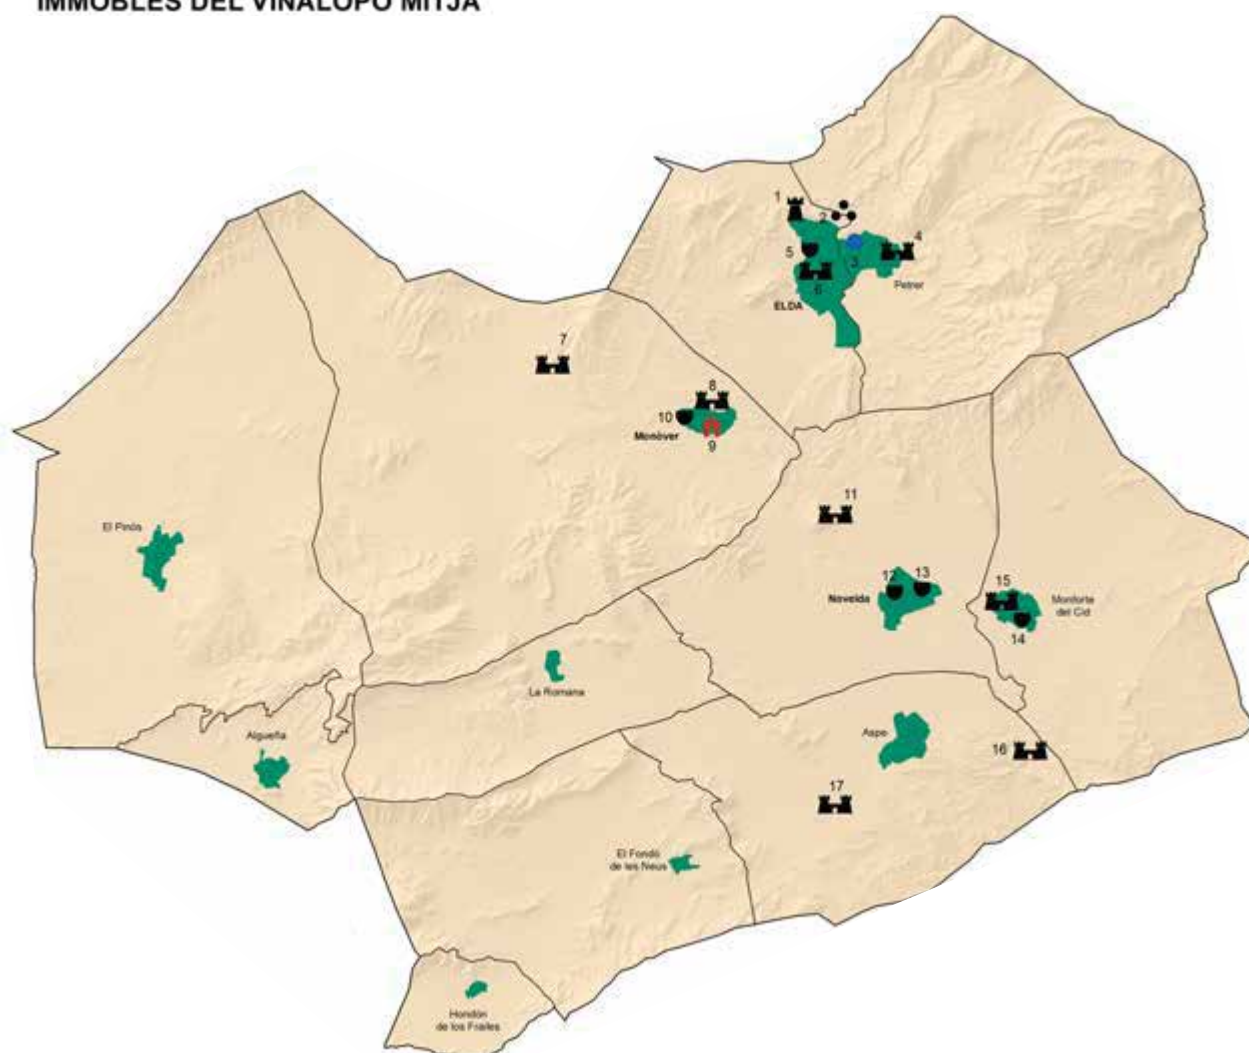 IMMOBLES DEL VINALOPÓ MITJÀ
1
2
3
4
5
6
Petrer
ELDA
7
8
10
Monòver
9
11
El Pinós
12
13
Novelda
15
Monforte
del Cid
14
La Romana
Algueña
Aspe
16
17
El Fondó
de les Neus
Hondón
de los Frailes